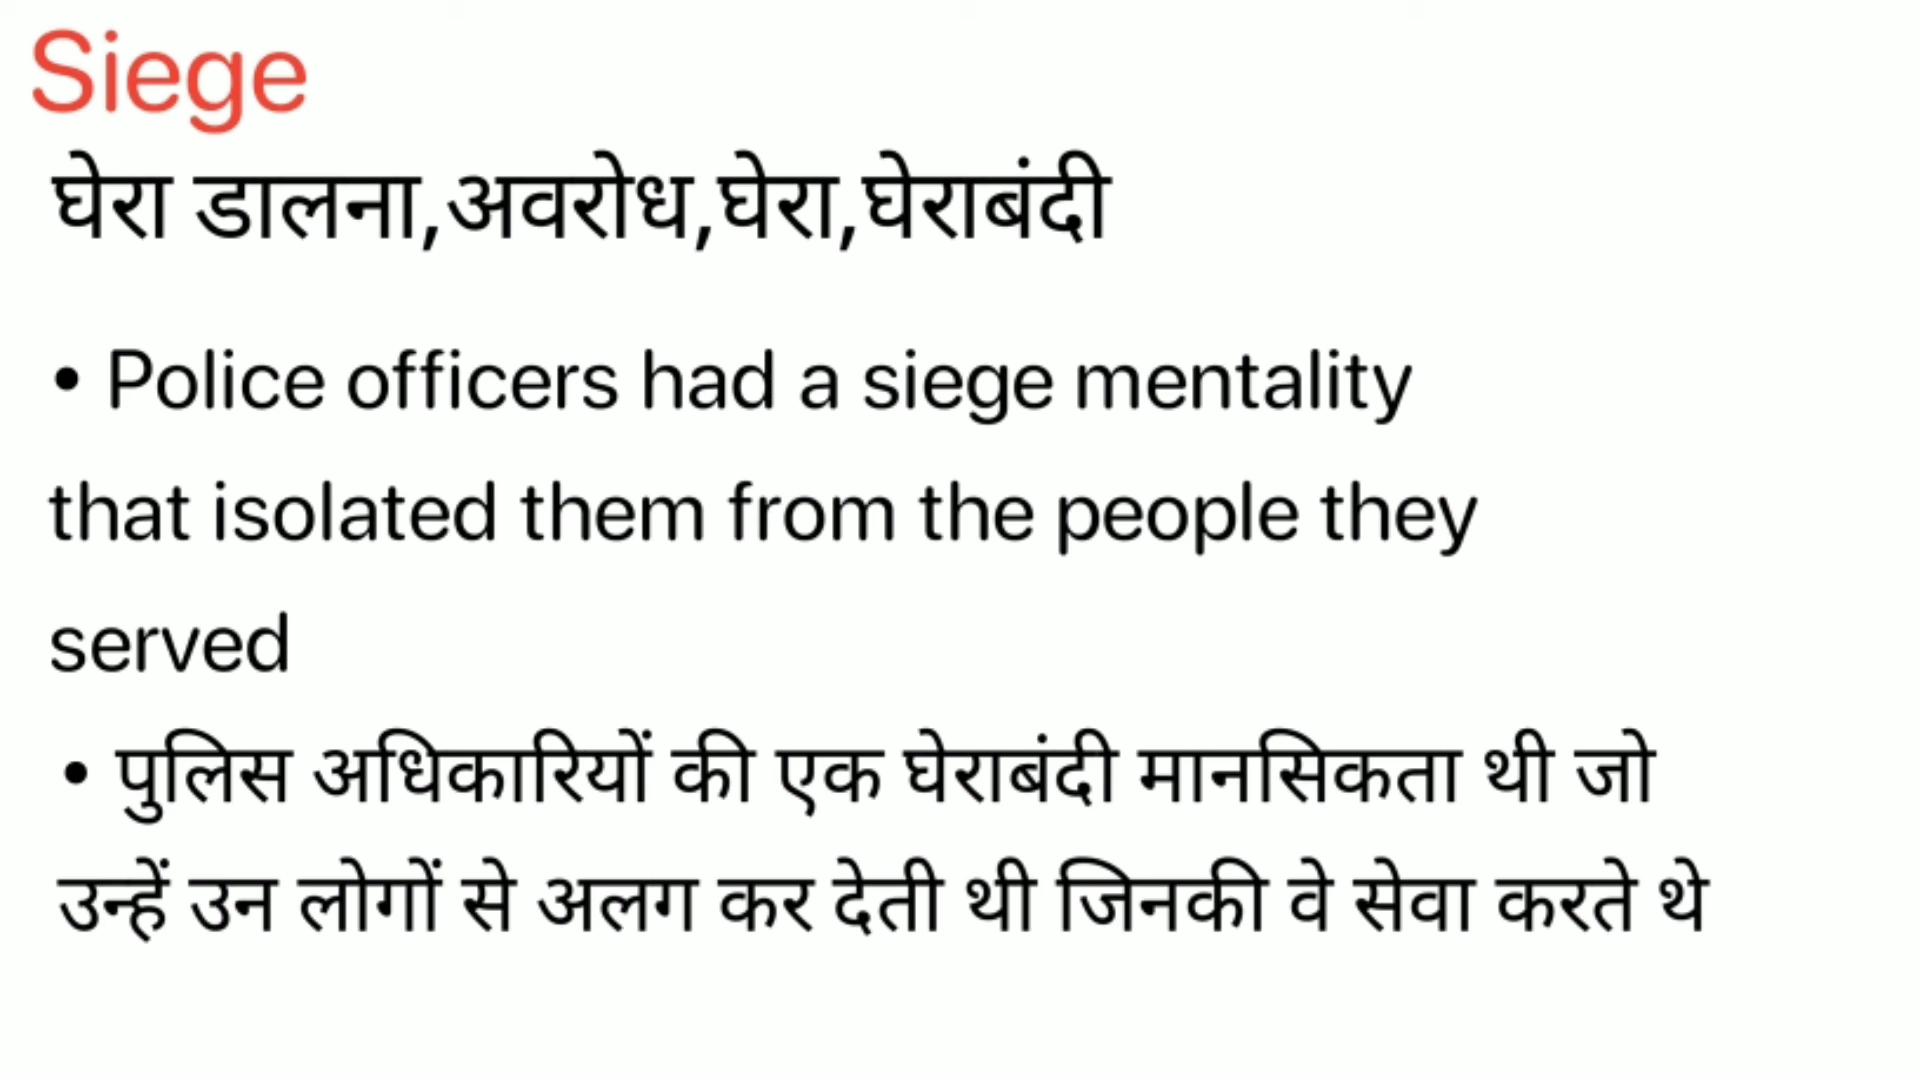 Siege
घेरा डालना,अवरोध,घेरा,घेराबंदी
• Police officers had a siege mentality
that isolated them from the people they
served
• पुलिस अधिकारियों की एक घेराबंदी मानसिकता थी जो
उन्हें उन लोगों से अलग कर देती थी जिनकी वे सेवा करते थे